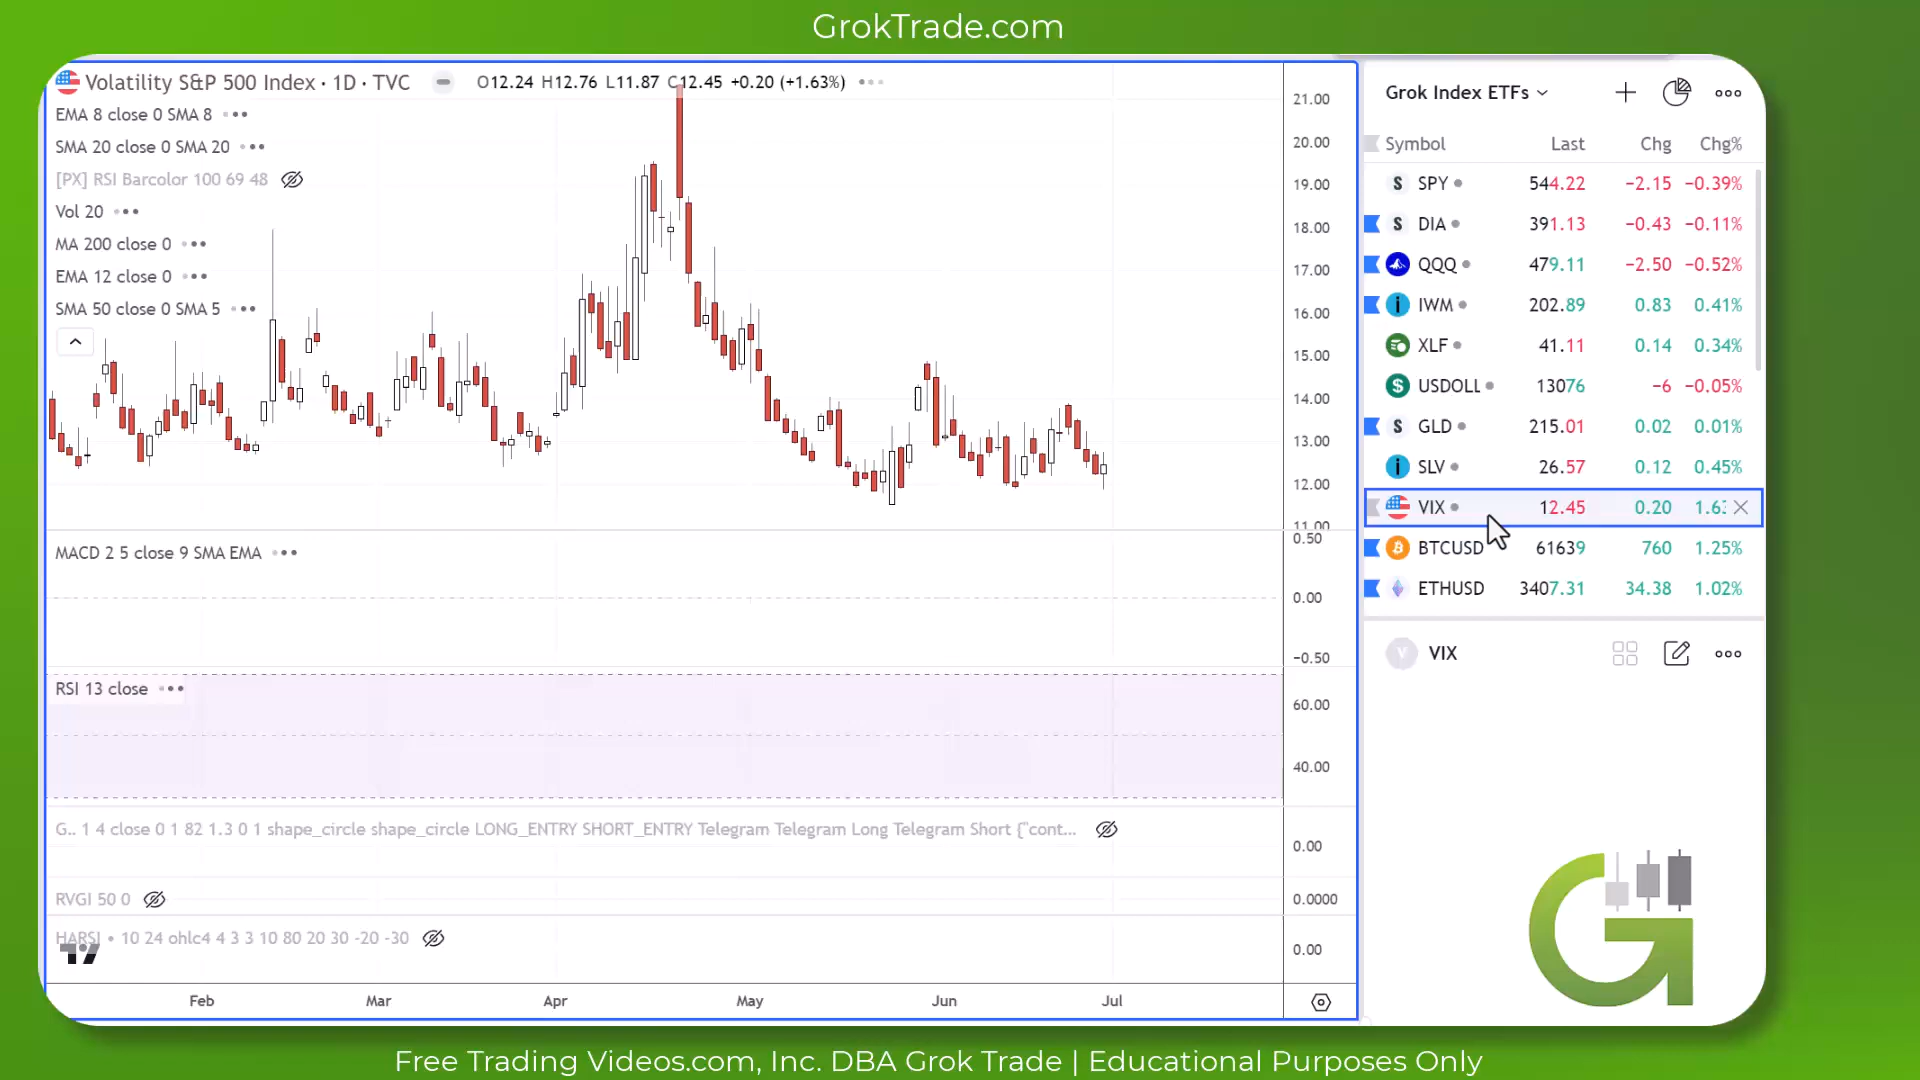 GrokTrade.com
Volatility S&P 500 Index · 1D · TVC O12.24 H12.76 L11.87 C12.45 +0.20 (+1.63%)
EMA 8 close 0 SMA 8
SMA 20 close 0 SMA 20
[PX] RSI Barcolor 100 69 48
Vol 20
MA 200 close 0
EMA 12 close 0
SMA 50 close 0 SMA 5
21.00
20.00
19.00
18.00
17.00
16.00
15.00
14.00
13.00
12.00
11.00
MACD 2 5 close 9 SMA EMA
0.50
0.00
−0.50
RSI 13 close
60.00
40.00
G.. 1 4 close 0 1 82 1.3 0 1 shape_circle shape_circle LONG_ENTRY SHORT_ENTRY Telegram Telegram Long Telegram Short {"cont...
0.00
RVGI 50 0
0.0000
HARSI • 10 24 ohlc4 4 3 3 10 80 20 30 -20 -30
0.00
Feb Mar Apr May Jun Jul
Grok Index ETFs
Symbol Last Chg Chg%
SPY 544.22 −2.15 −0.39%
DIA 391.13 −0.43 −0.11%
QQQ 479.11 −2.50 −0.52%
IWM 202.89 0.83 0.41%
XLF 41.11 0.14 0.34%
USDOLL 13076 −6 −0.05%
GLD 215.01 0.02 0.01%
SLV 26.57 0.12 0.45%
VIX 12.45 0.20 1.63
BTCUSD 61639 760 1.25%
ETHUSD 3407.31 34.38 1.02%
V VIX
Free Trading Videos.com, Inc. DBA Grok Trade | Educational Purposes Only